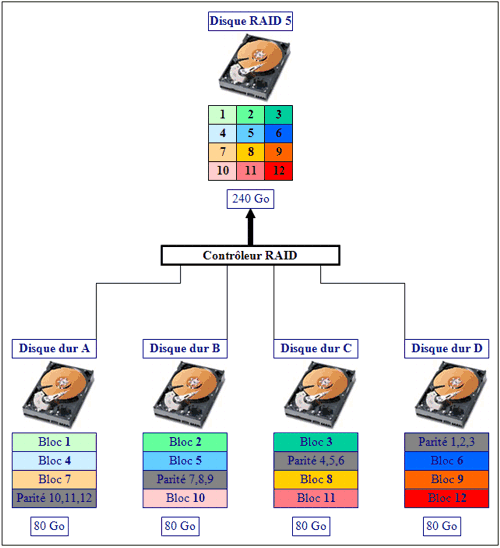 Disque RAID 5
1 2 3
4 5 6
7 8 9
10 11 12
240 Go
Contrôleur RAID
Disque dur A Disque dur B Disque dur C Disque dur D
Bloc 1 Bloc 2 Bloc 3 Parité 1,2,3
Bloc 4 Bloc 5 Parité 4,5,6 Bloc 6
Bloc 7 Parité 7,8,9 Bloc 8 Bloc 9
Parité 10,11,12 Bloc 10 Bloc 11 Bloc 12
80 Go 80 Go 80 Go 80 Go